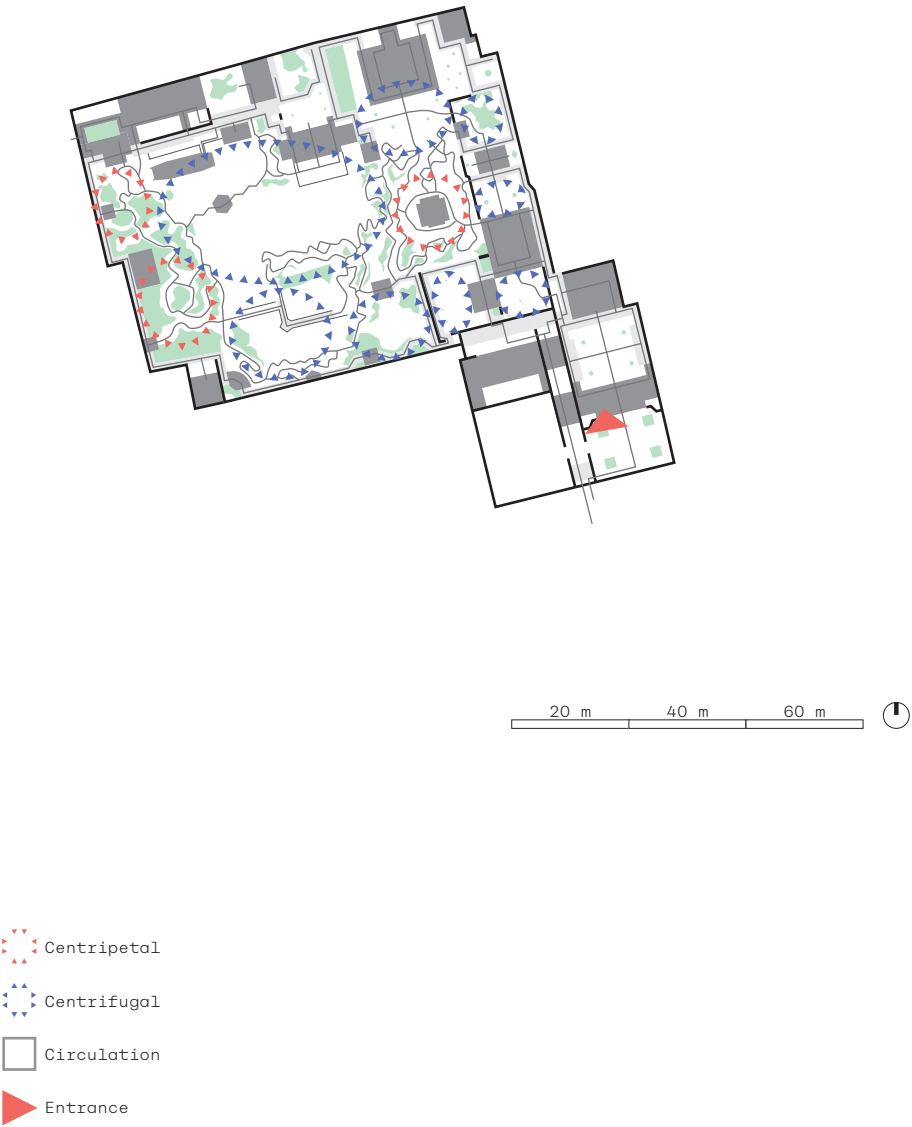 20 m 40 m 60 m
Centripetal
Centrifugal
Circulation
Entrance